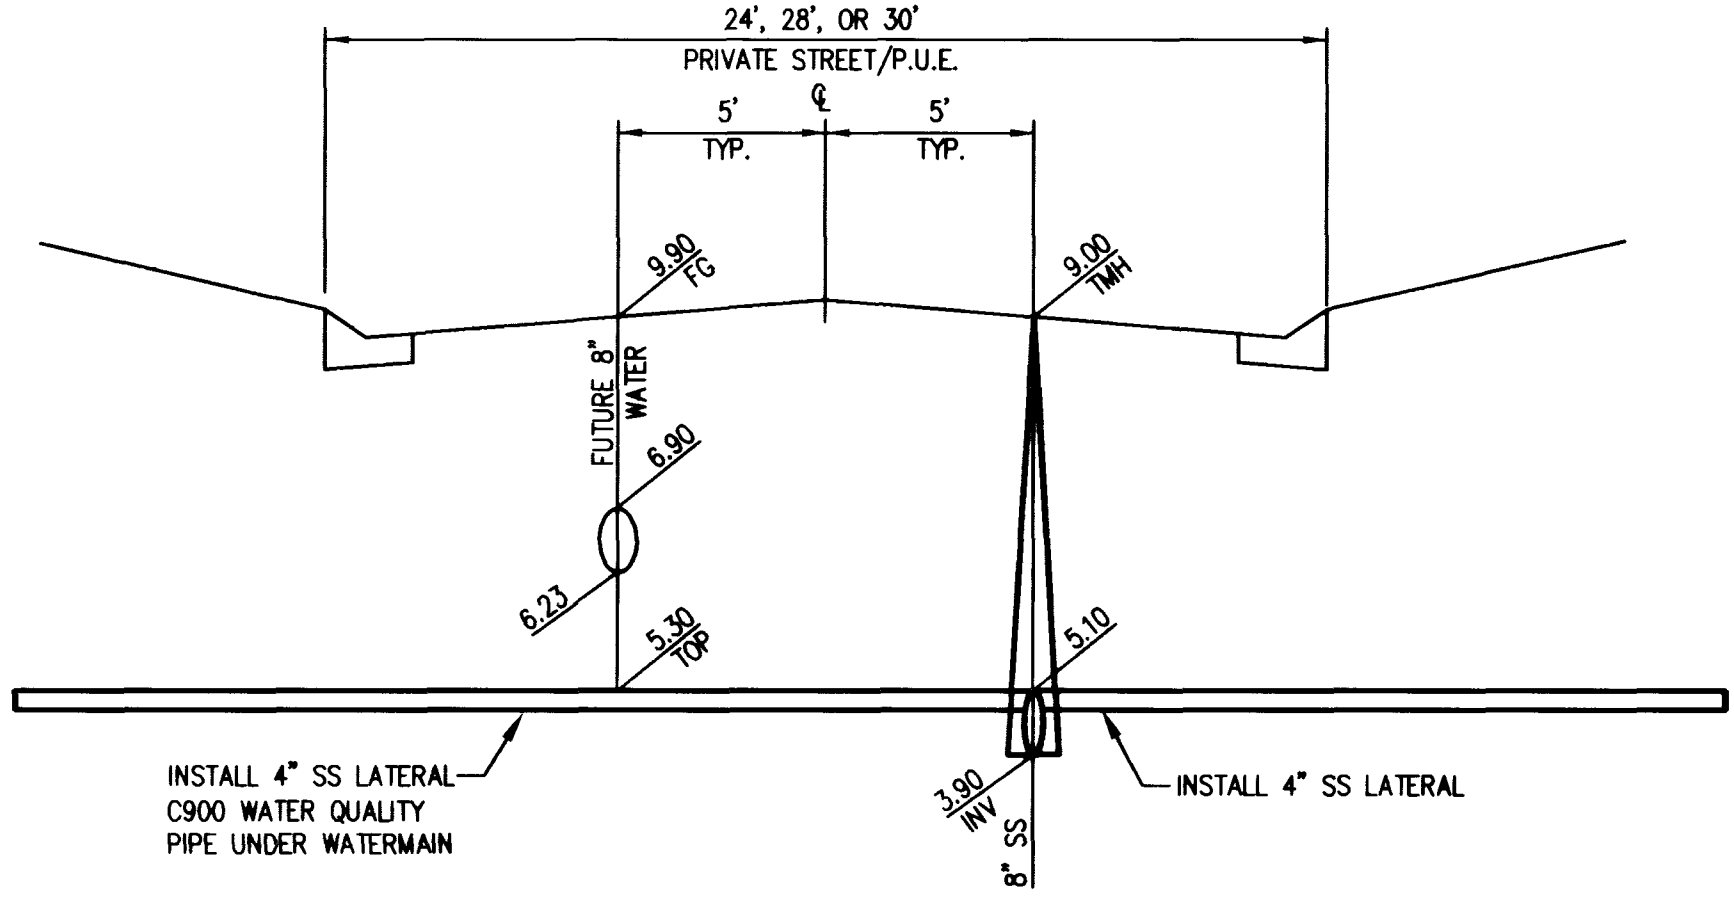 24', 28', OR 30'
PRIVATE STREET/P.U.E.
℄
5'
TYP.
5'
TYP.
9.90
FG
9.00
TMH
FUTURE 8"
WATER
6.90
6.23
5.30
TOP
5.10
INSTALL 4" SS LATERAL
C900 WATER QUALITY
PIPE UNDER WATERMAIN
3.90
INV
8" SS
INSTALL 4" SS LATERAL